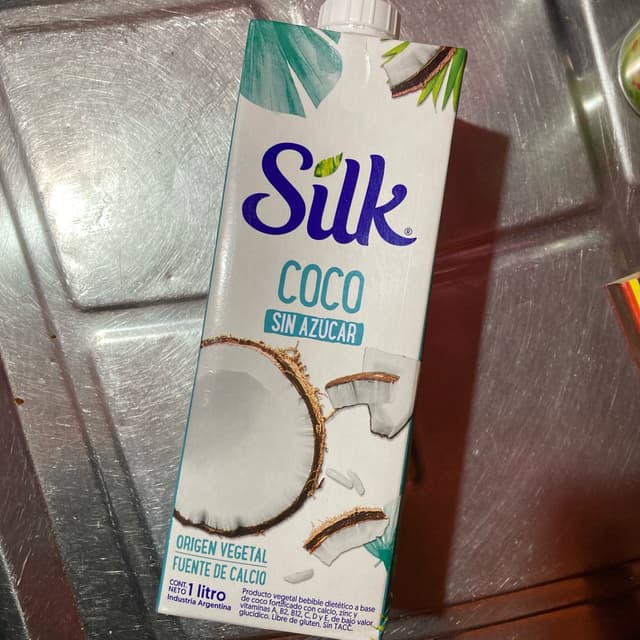 Silk®
COCO
SIN AZUCAR
ORIGEN VEGETAL
FUENTE DE CALCIO
CONT. NETO 1 litro
Industria Argentina
Producto vegetal bebible dietético a base
de coco fortificado con calcio, zinc y
vitaminas A, B2, B12, C, D y E, de bajo valor
glucídico. Libre de gluten. Sin TACC.